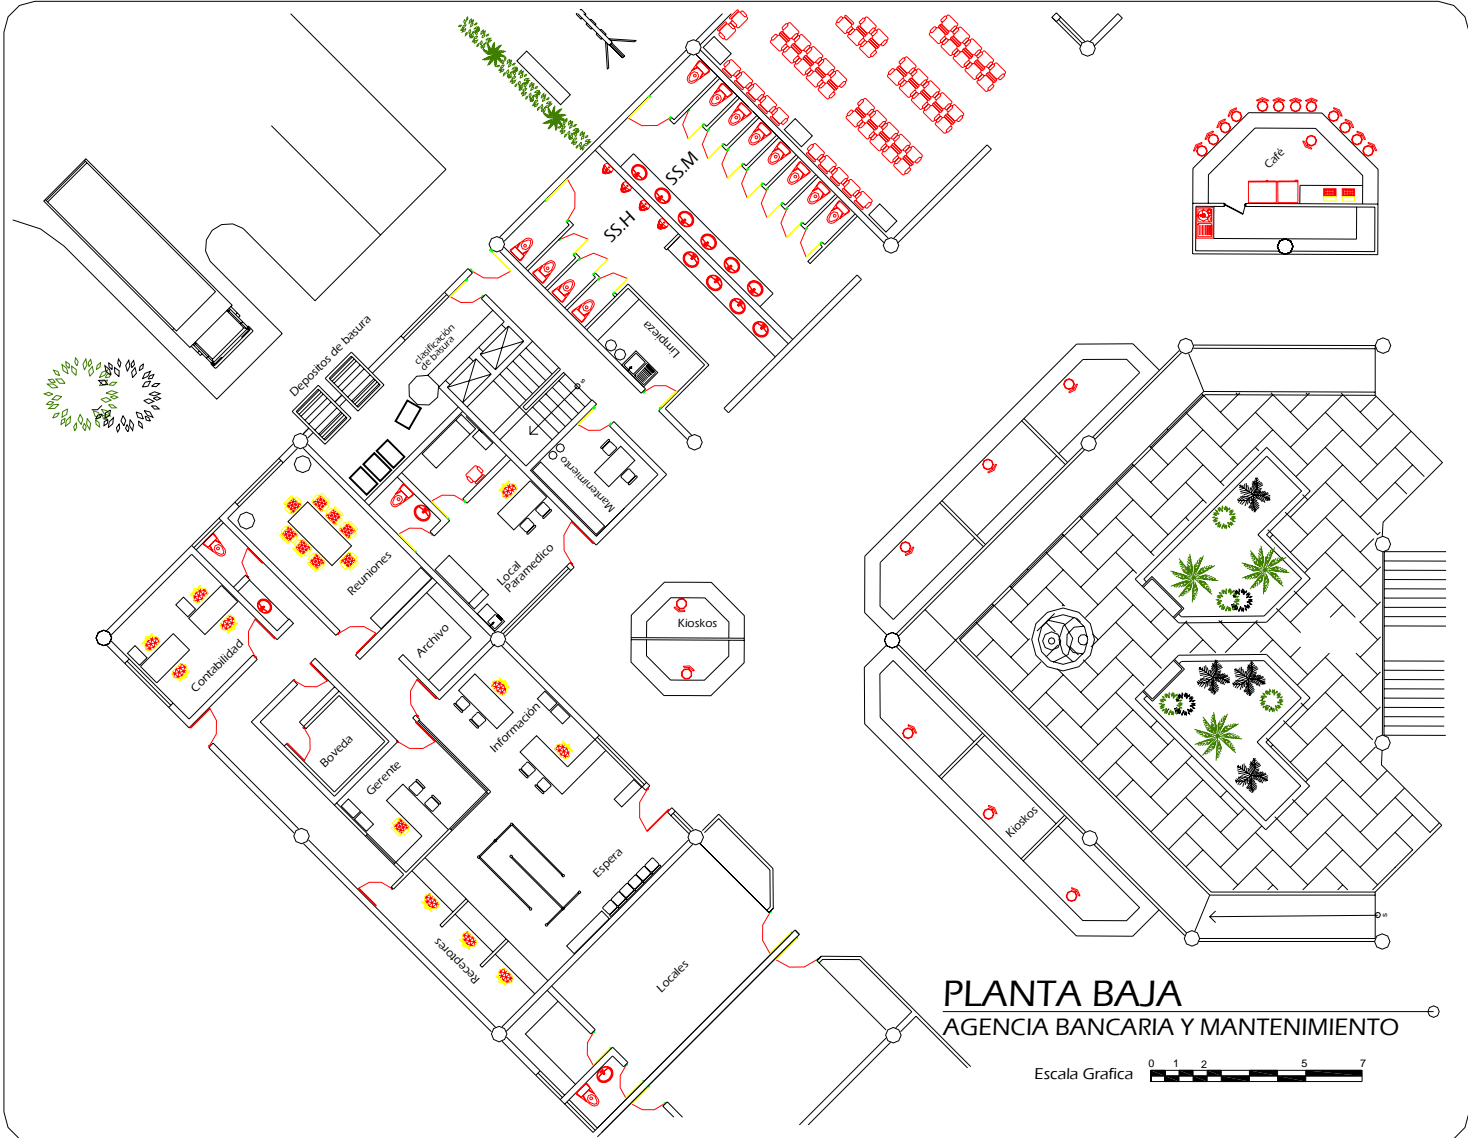 SS.M
SS.H
Café
Limpieza
Depositos de basura
clasificación
de basura
s
Mantenimiento
Local
Paramedico
Reuniones
Archivo
Contabilidad
Kioskos
Información
Boveda
Gerente
Espera
Receptores
Locales
Kioskos
s
PLANTA BAJA
AGENCIA BANCARIA Y MANTENIMIENTO
Escala Grafica 0 1 2 5 7